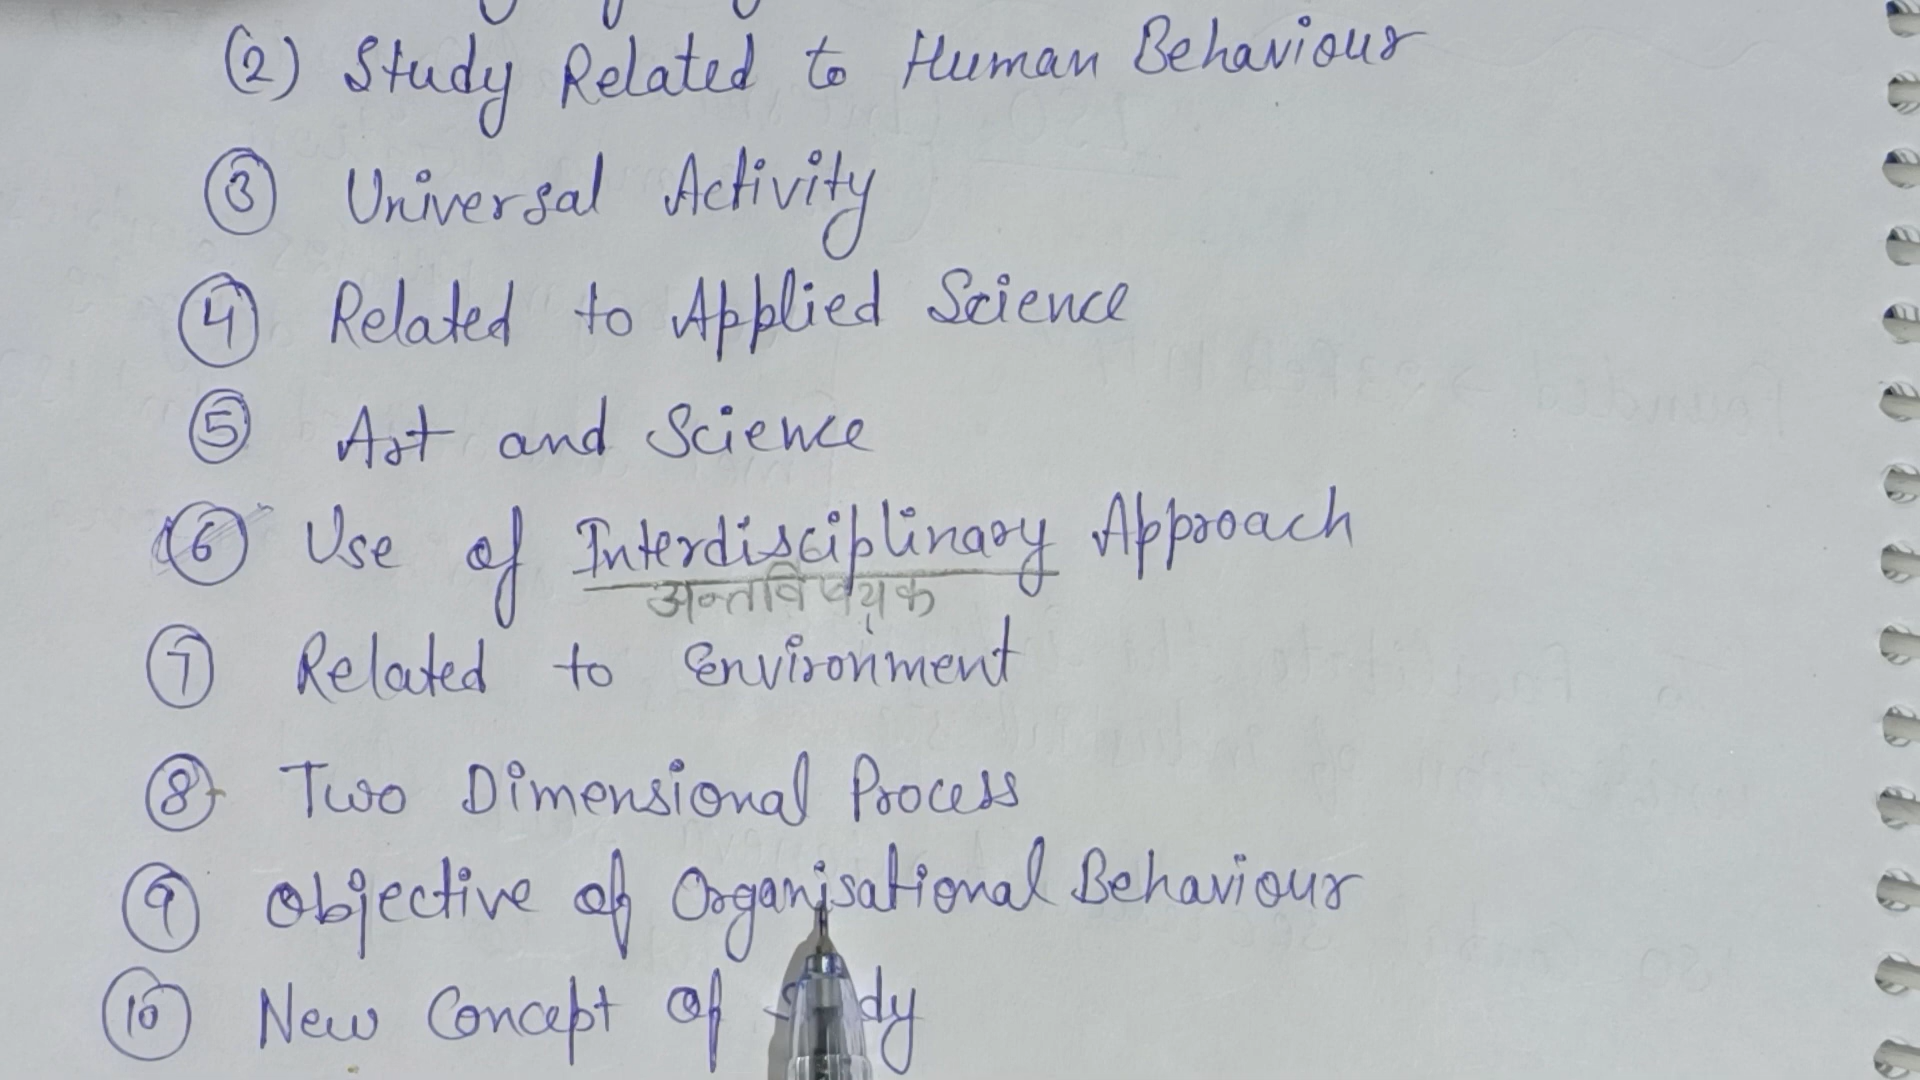 (2) Study Related to Human Behaviour
③ Universal Activity
④ Related to Applied Science
⑤ Art and Science
⑥ Use of Interdisciplinary Approach
अन्तर्विषयक
⑦ Related to Environment
⑧ Two Dimensional Process
⑨ Objective of Organisational Behaviour
⑩ New Concept of